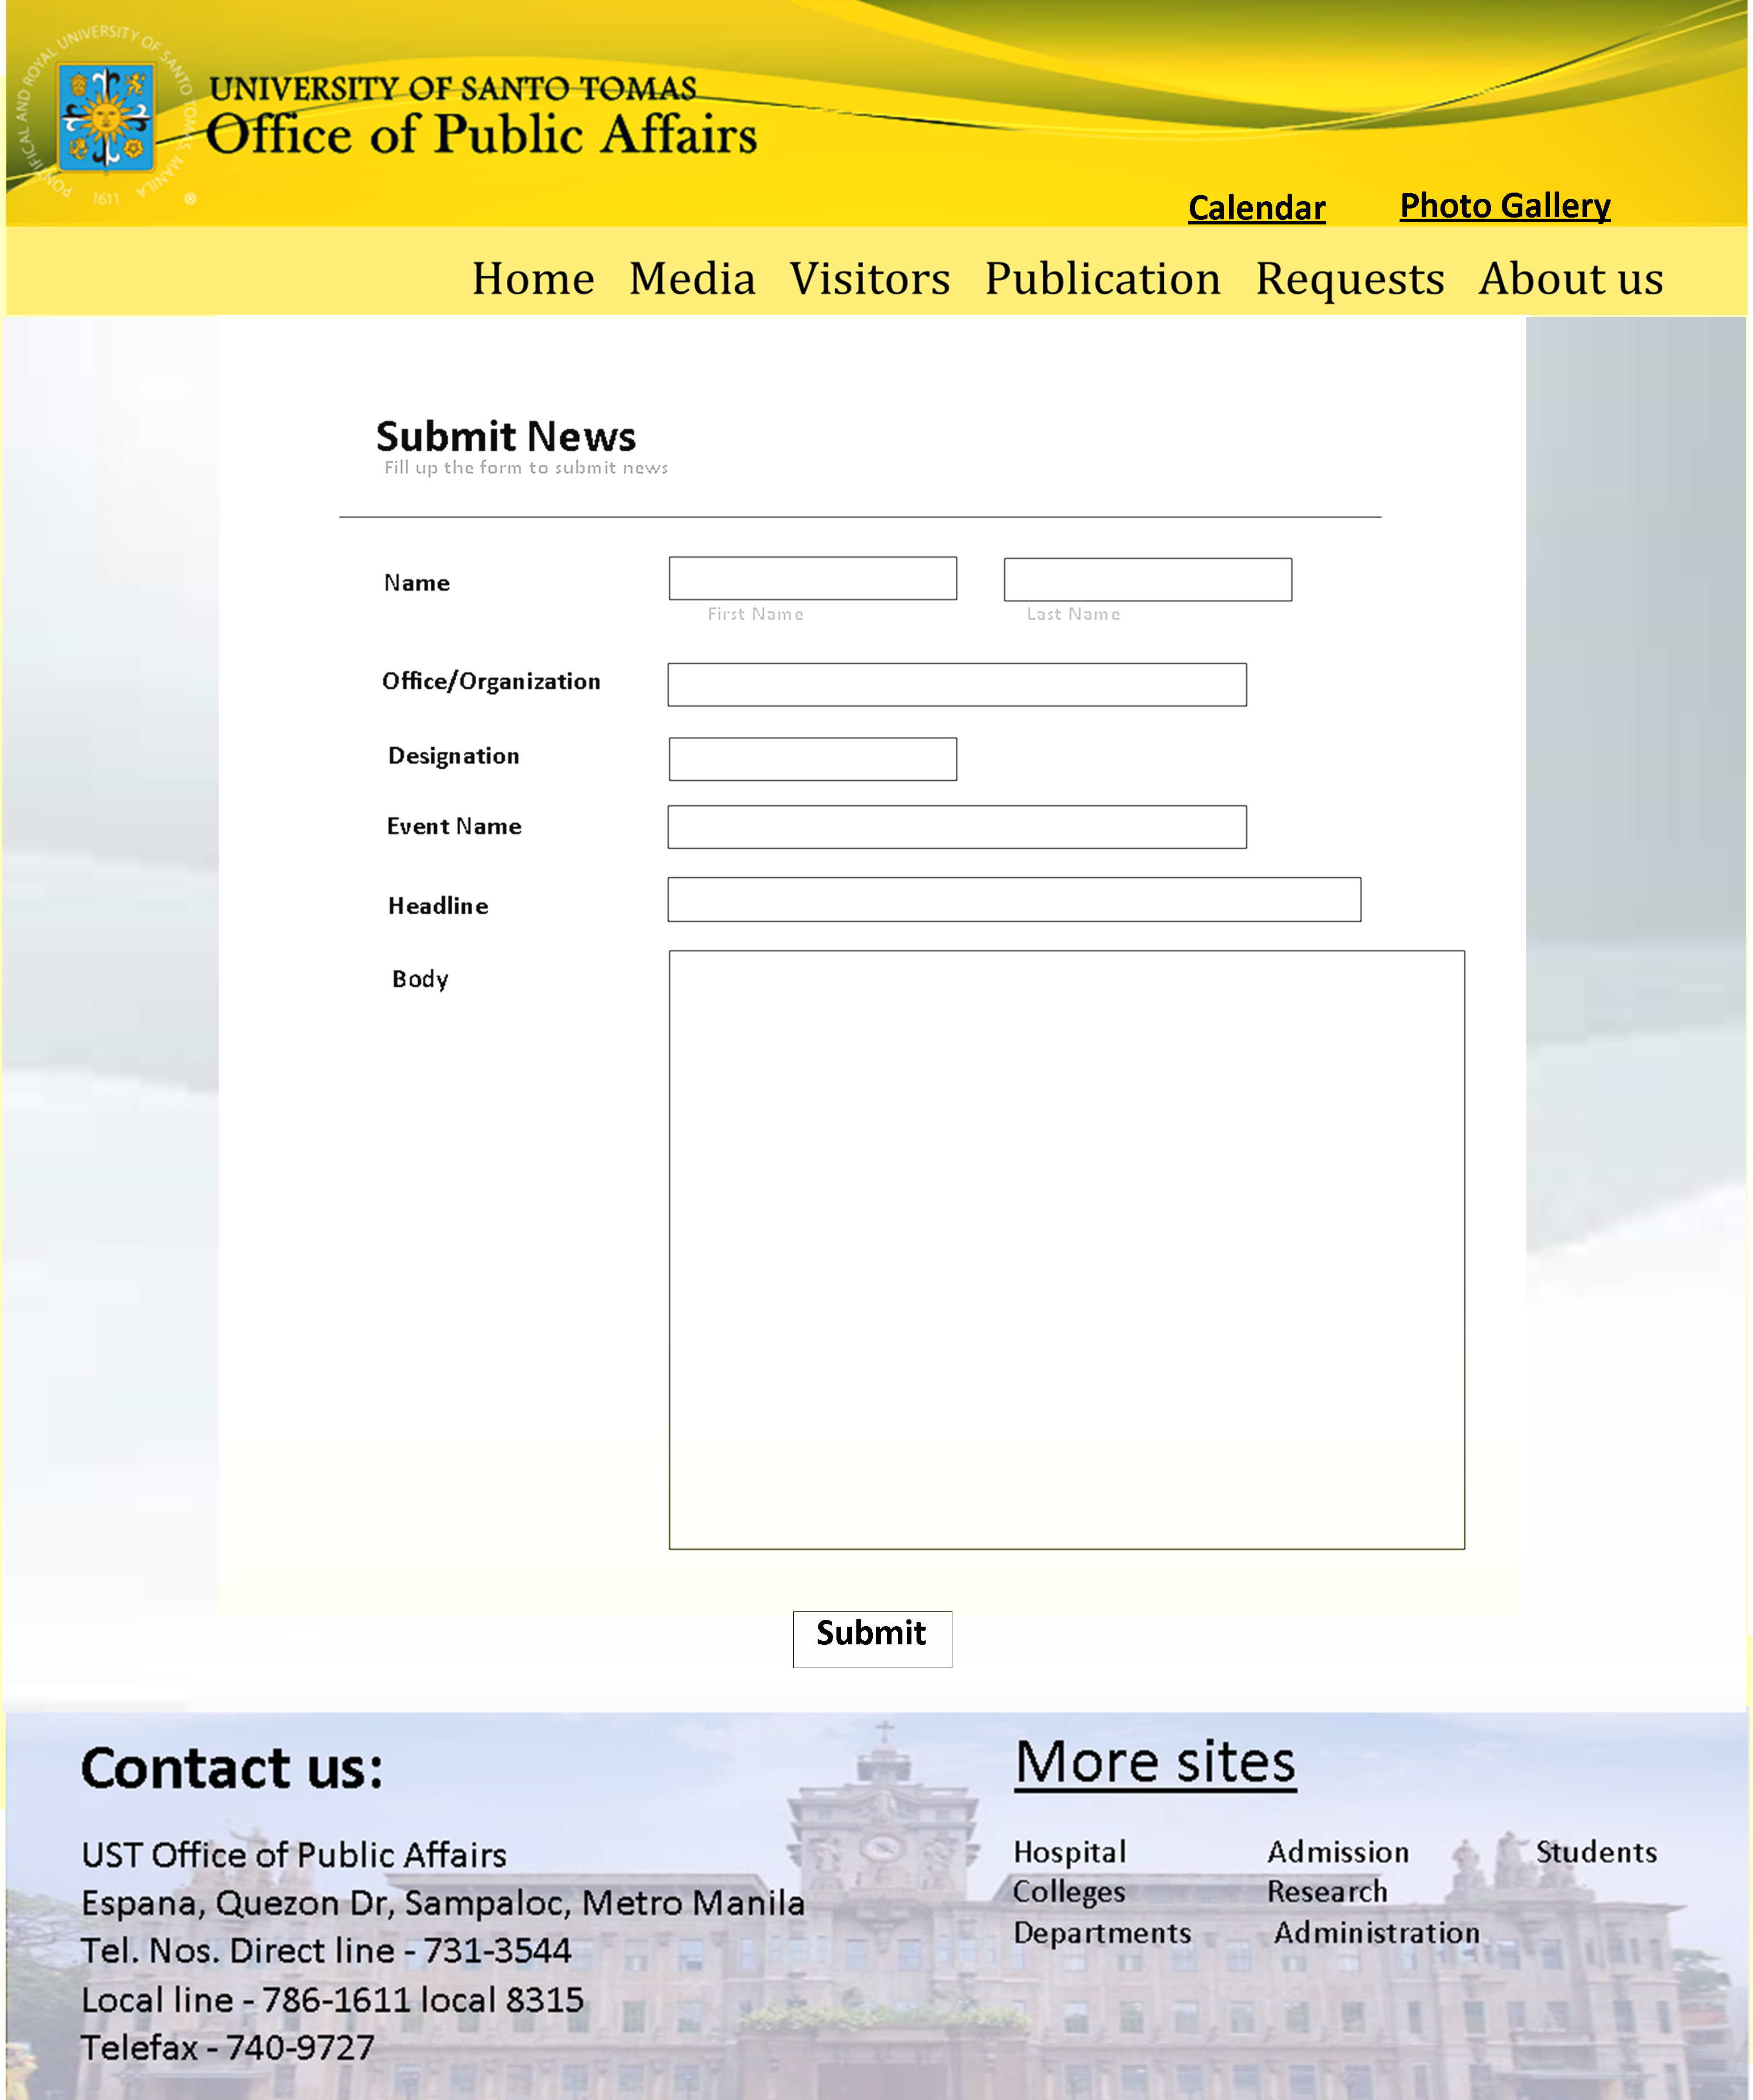 PONTIFICAL AND ROYAL UNIVERSITY OF SANTO TOMAS, MANILA
1611 ®
UNIVERSITY OF SANTO TOMAS
Office of Public Affairs
Calendar Photo Gallery
Home Media Visitors Publication Requests About us
Submit News
Fill up the form to submit news
Name
First Name Last Name
Office/Organization
Designation
Event Name
Headline
Body
Submit
Contact us:
UST Office of Public Affairs
Espana, Quezon Dr, Sampaloc, Metro Manila
Tel. Nos. Direct line - 731-3544
Local line - 786-1611 local 8315
Telefax - 740-9727
More sites
Hospital Admission Students
Colleges Research
Departments Administration